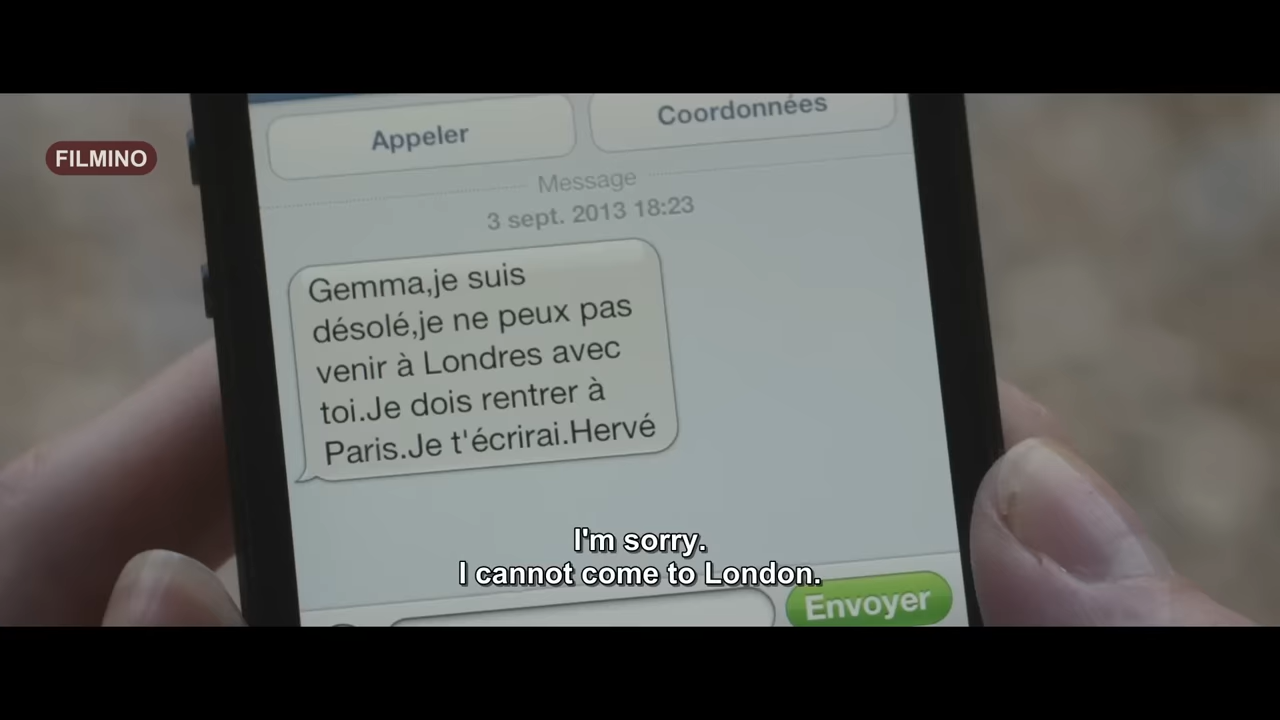 FILMINO
Appeler
Coordonnées
Message
3 sept. 2013 18:23
Gemma,je suis
désolé,je ne peux pas
venir à Londres avec
toi.Je dois rentrer à
Paris.Je t'écrirai.Hervé
I'm sorry.
I cannot come to London.
Envoyer